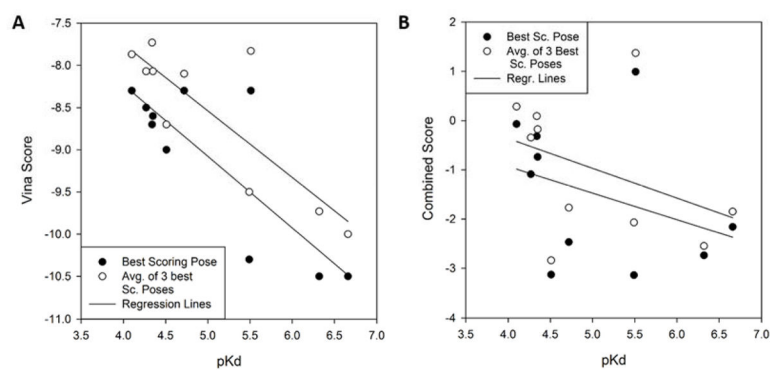 A
-7.5
-8.0
-8.5
-9.0
-9.5
-10.0
-10.5
-11.0
Vina Score
Best Scoring Pose
Avg. of 3 best
Sc. Poses
Regression Lines
3.5 4.0 4.5 5.0 5.5 6.0 6.5 7.0
pKd
B
2
1
0
-1
-2
-3
-4
Combined Score
Best Sc. Pose
Avg. of 3 Best
Sc. Poses
Regr. Lines
3.5 4.0 4.5 5.0 5.5 6.0 6.5 7.0
pKd